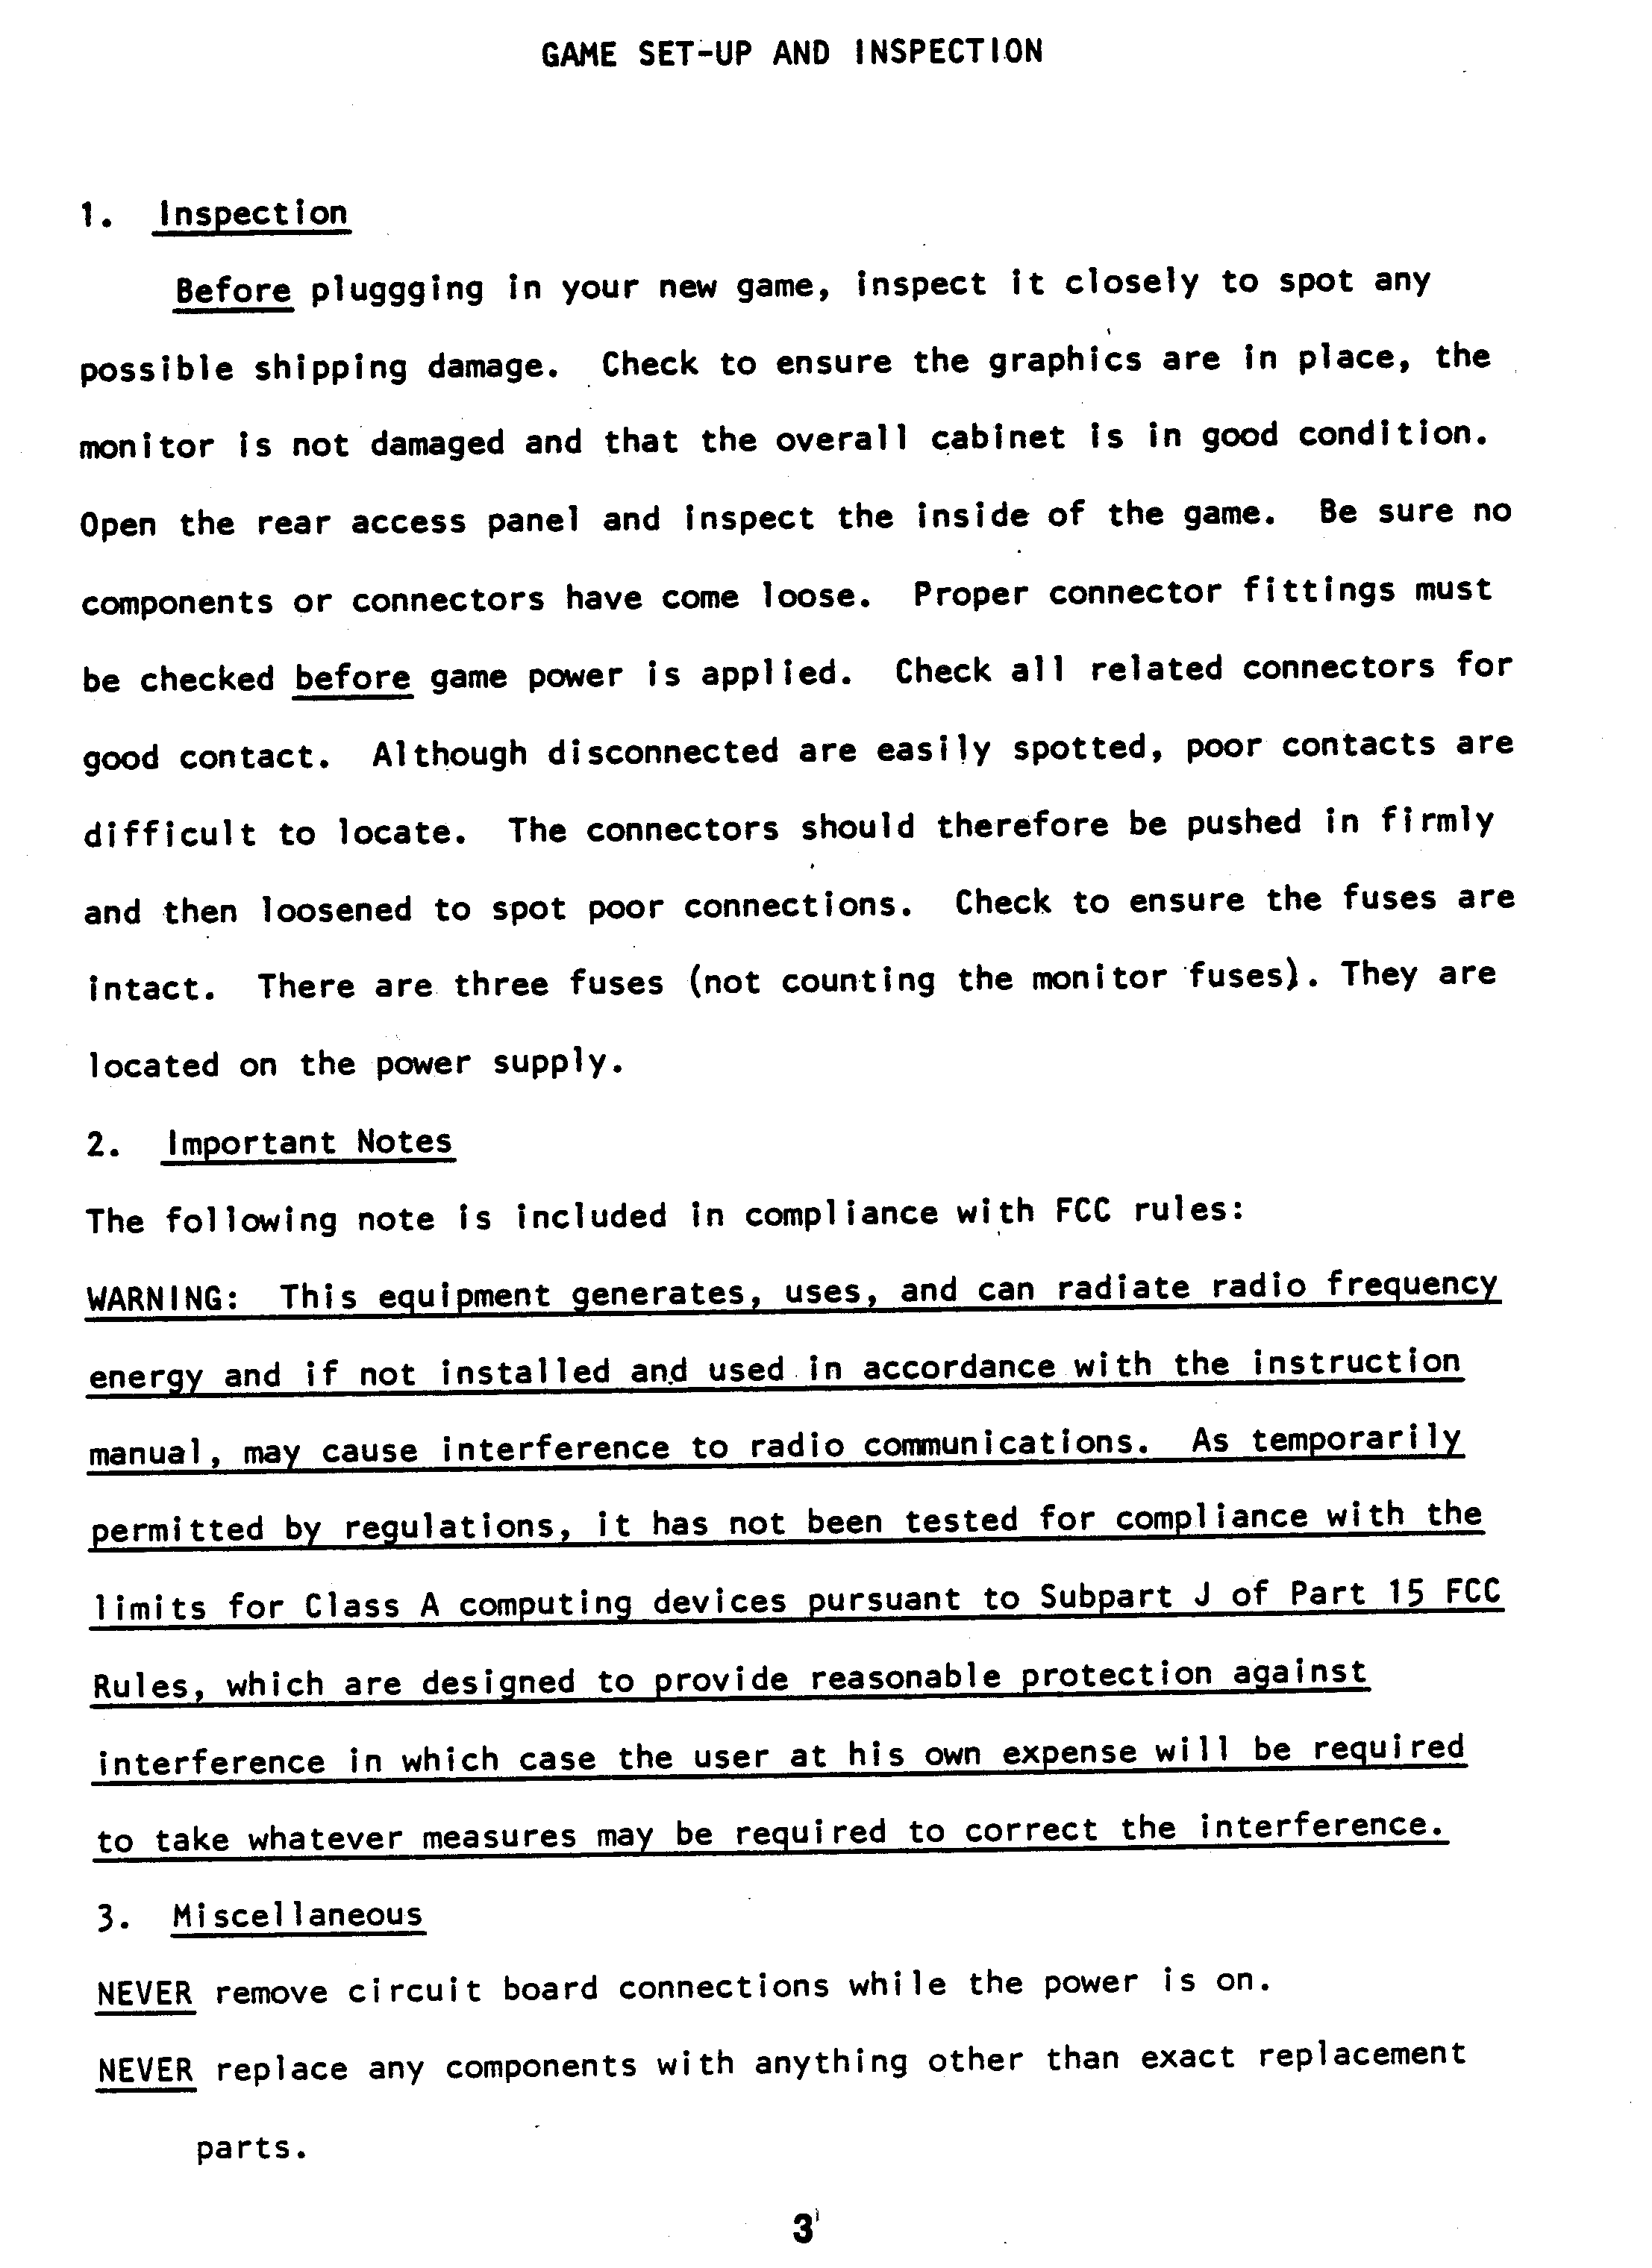 GAME SET-UP AND INSPECTION
1. Inspection
Before pluggging in your new game, inspect it closely to spot any
possible shipping damage. Check to ensure the graphics are in place, the
monitor is not damaged and that the overall cabinet is in good condition.
Open the rear access panel and inspect the inside of the game. Be sure no
components or connectors have come loose. Proper connector fittings must
be checked before game power is applied. Check all related connectors for
good contact. Although disconnected are easily spotted, poor contacts are
difficult to locate. The connectors should therefore be pushed in firmly
and then loosened to spot poor connections. Check to ensure the fuses are
intact. There are three fuses (not counting the monitor fuses). They are
located on the power supply.
2. Important Notes
The following note is included in compliance with FCC rules:
WARNING: This equipment generates, uses, and can radiate radio frequency
energy and if not installed and used in accordance with the instruction
manual, may cause interference to radio communications. As temporarily
permitted by regulations, it has not been tested for compliance with the
limits for Class A computing devices pursuant to Subpart J of Part 15 FCC
Rules, which are designed to provide reasonable protection against
interference in which case the user at his own expense will be required
to take whatever measures may be required to correct the interference.
3. Miscellaneous
NEVER remove circuit board connections while the power is on.
NEVER replace any components with anything other than exact replacement
parts.
3